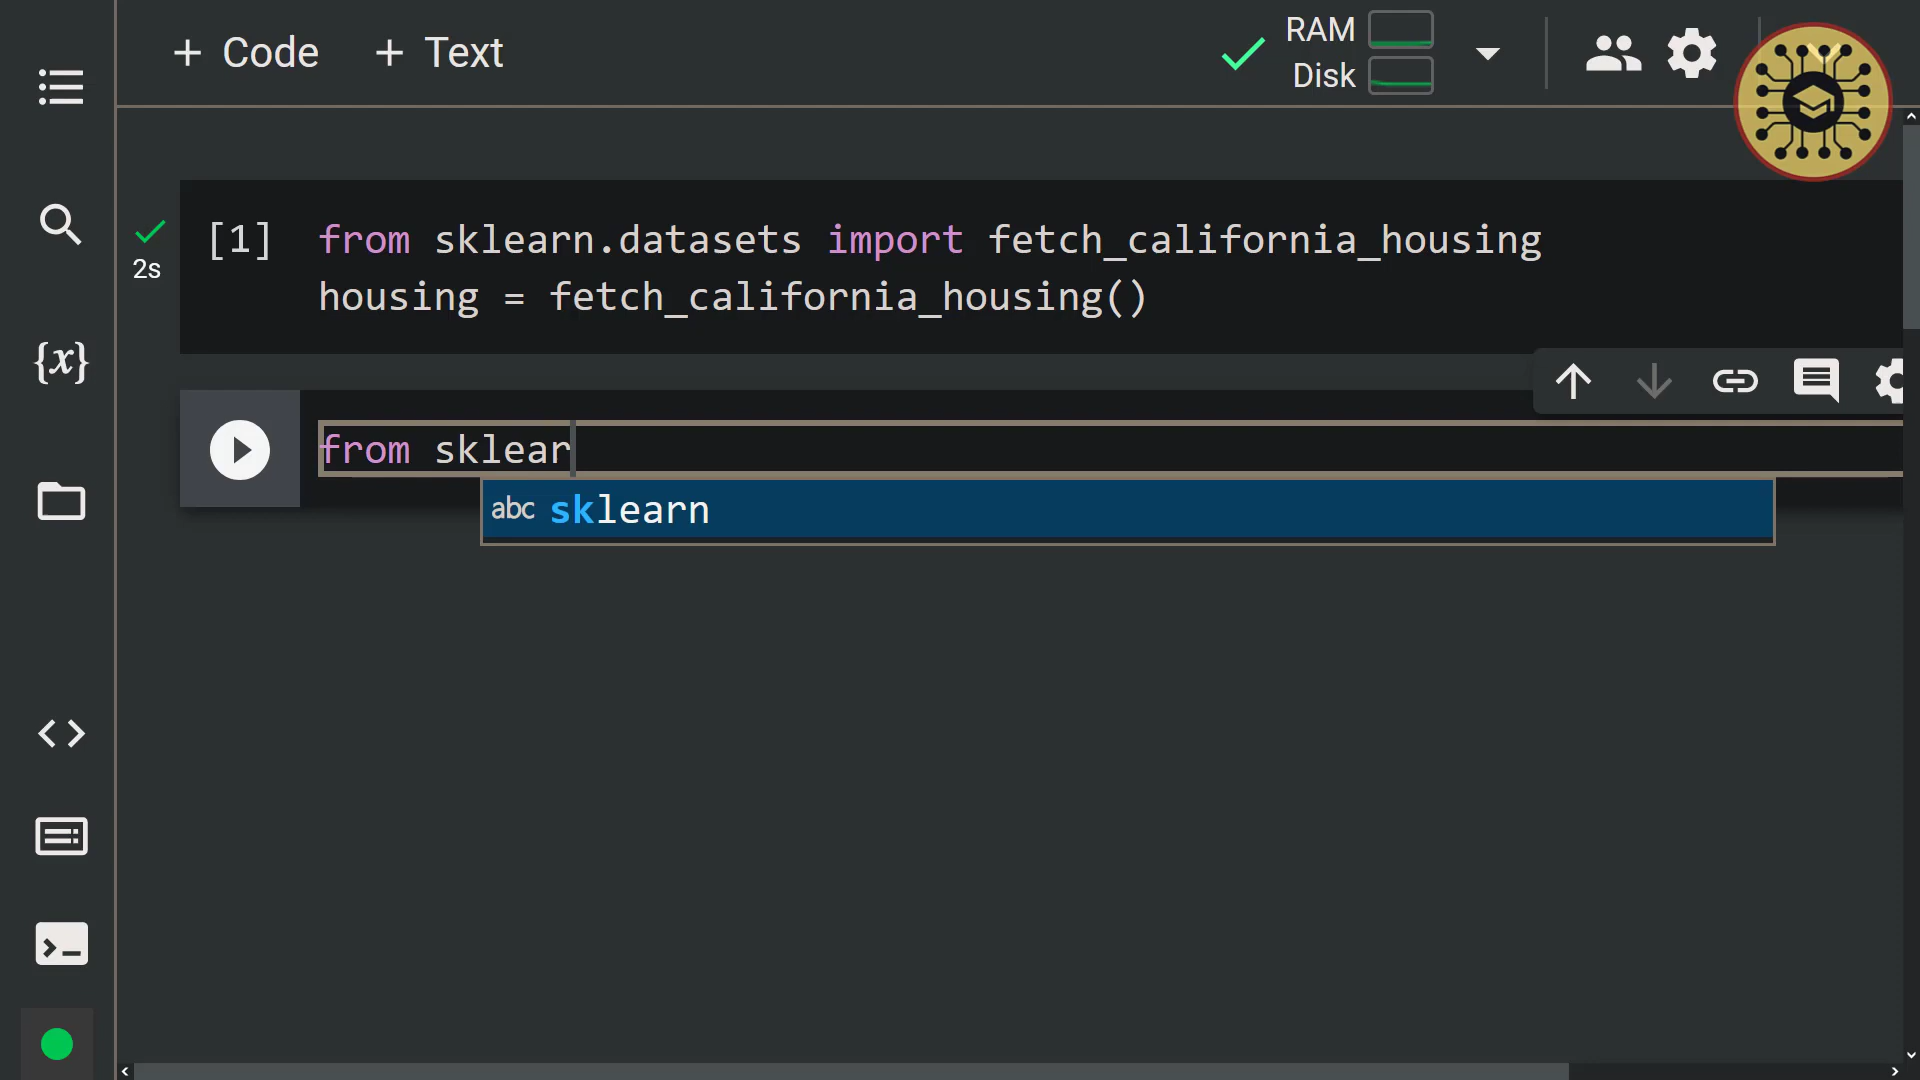 + Code + Text
RAM
Disk
2s
[1] from sklearn.datasets import fetch_california_housing
housing = fetch_california_housing()
{x}
from sklear
abc sklearn